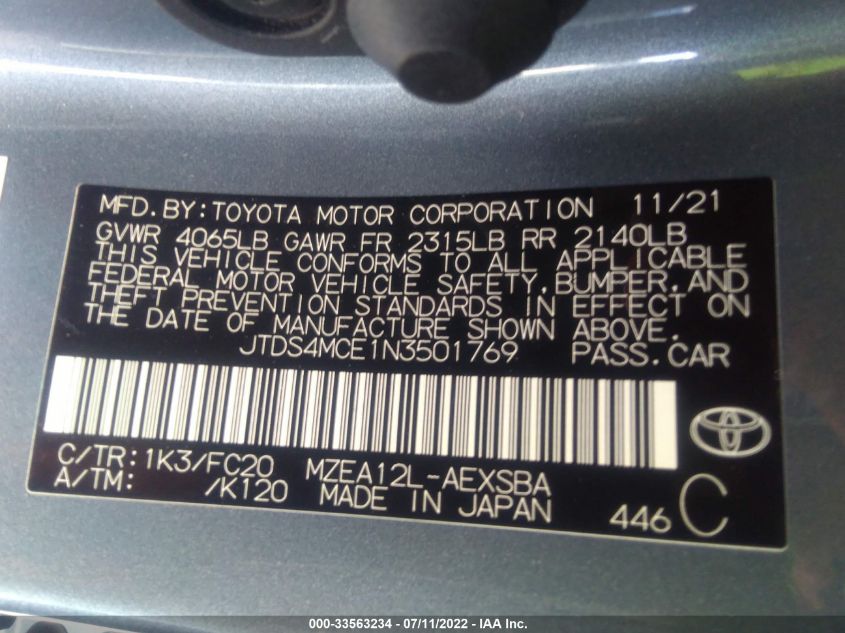 MFD.BY:TOYOTA MOTOR CORPORATION 11/21
GVWR 4065LB GAWR FR 2315LB RR 2140LB
THIS VEHICLE CONFORMS TO ALL APPLICABLE
FEDERAL MOTOR VEHICLE SAFETY,BUMPER,AND
THEFT PREVENTION STANDARDS IN EFFECT ON
THE DATE OF MANUFACTURE SHOWN ABOVE.
JTDS4MCE1N3501769 PASS.CAR
C/TR:1K3/FC20 MZEA12L-AEXSBA
A/TM: /K120 MADE IN JAPAN 446 C
000-33563234 - 07/11/2022 - IAA Inc.